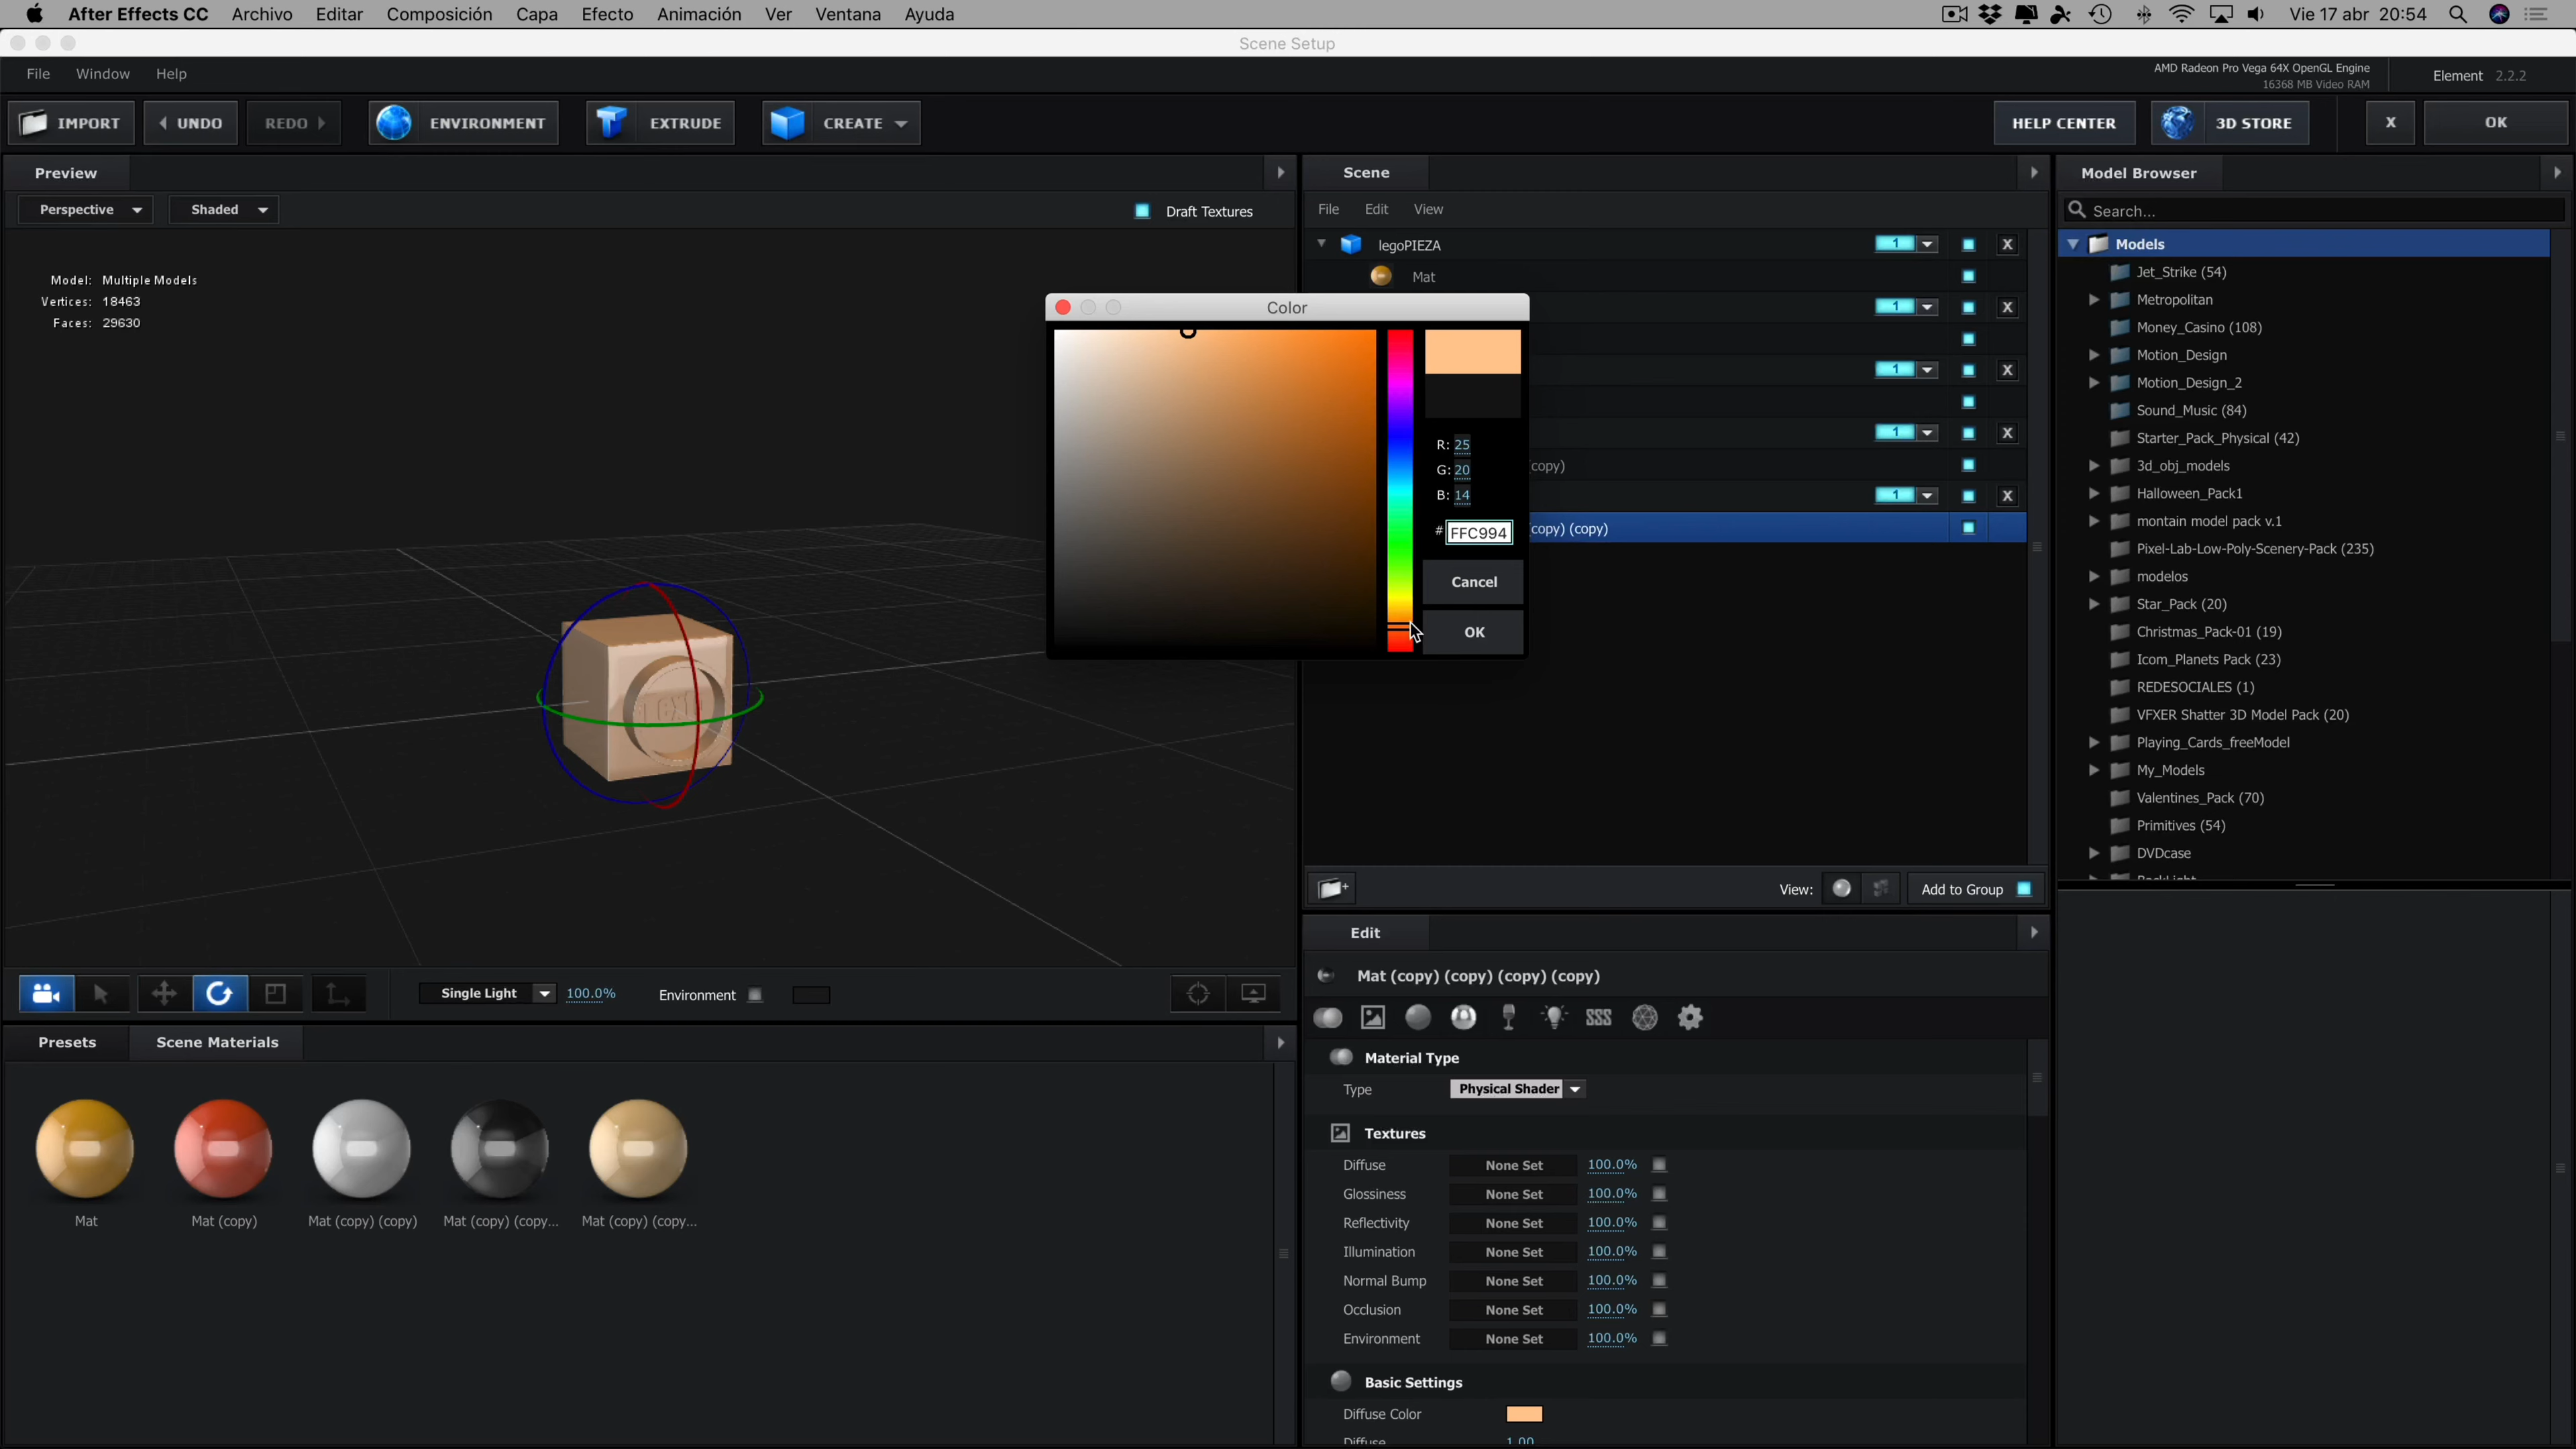 After Effects CC Archivo Editar Composición Capa Efecto Animación Ver Ventana Ayuda Vie 17 abr 20:54
Scene Setup
File Window Help
AMD Radeon Pro Vega 64X OpenGL Engine
16368 MB Video RAM
Element 2.2.2
IMPORT UNDO REDO ENVIRONMENT EXTRUDE CREATE HELP CENTER 3D STORE X OK
Preview
Perspective Shaded Draft Textures
Model: Multiple Models
Vertices: 18463
Faces: 29630
Single Light 100.0% Environment
Presets Scene Materials
Mat Mat (copy) Mat (copy) (copy) Mat (copy) (copy... Mat (copy) (copy...
Scene
File Edit View
legoPIEZA 1 X
Mat
1 X
1 X
1 X
copy)
1 X
copy) (copy)
Color
R: 25
G: 20
B: 14
# FFC994
Cancel
OK
View: Add to Group
Edit
Mat (copy) (copy) (copy) (copy)
SSS
Material Type
Type Physical Shader
Textures
Diffuse None Set 100.0%
Glossiness None Set 100.0%
Reflectivity None Set 100.0%
Illumination None Set 100.0%
Normal Bump None Set 100.0%
Occlusion None Set 100.0%
Environment None Set 100.0%
Basic Settings
Diffuse Color
Diffuse 1.00
Model Browser
Search...
Models
Jet_Strike (54)
Metropolitan
Money_Casino (108)
Motion_Design
Motion_Design_2
Sound_Music (84)
Starter_Pack_Physical (42)
3d_obj_models
Halloween_Pack1
montain model pack v.1
Pixel-Lab-Low-Poly-Scenery-Pack (235)
modelos
Star_Pack (20)
Christmas_Pack-01 (19)
Icom_Planets Pack (23)
REDESOCIALES (1)
VFXER Shatter 3D Model Pack (20)
Playing_Cards_freeModel
My_Models
Valentines_Pack (70)
Primitives (54)
DVDcase